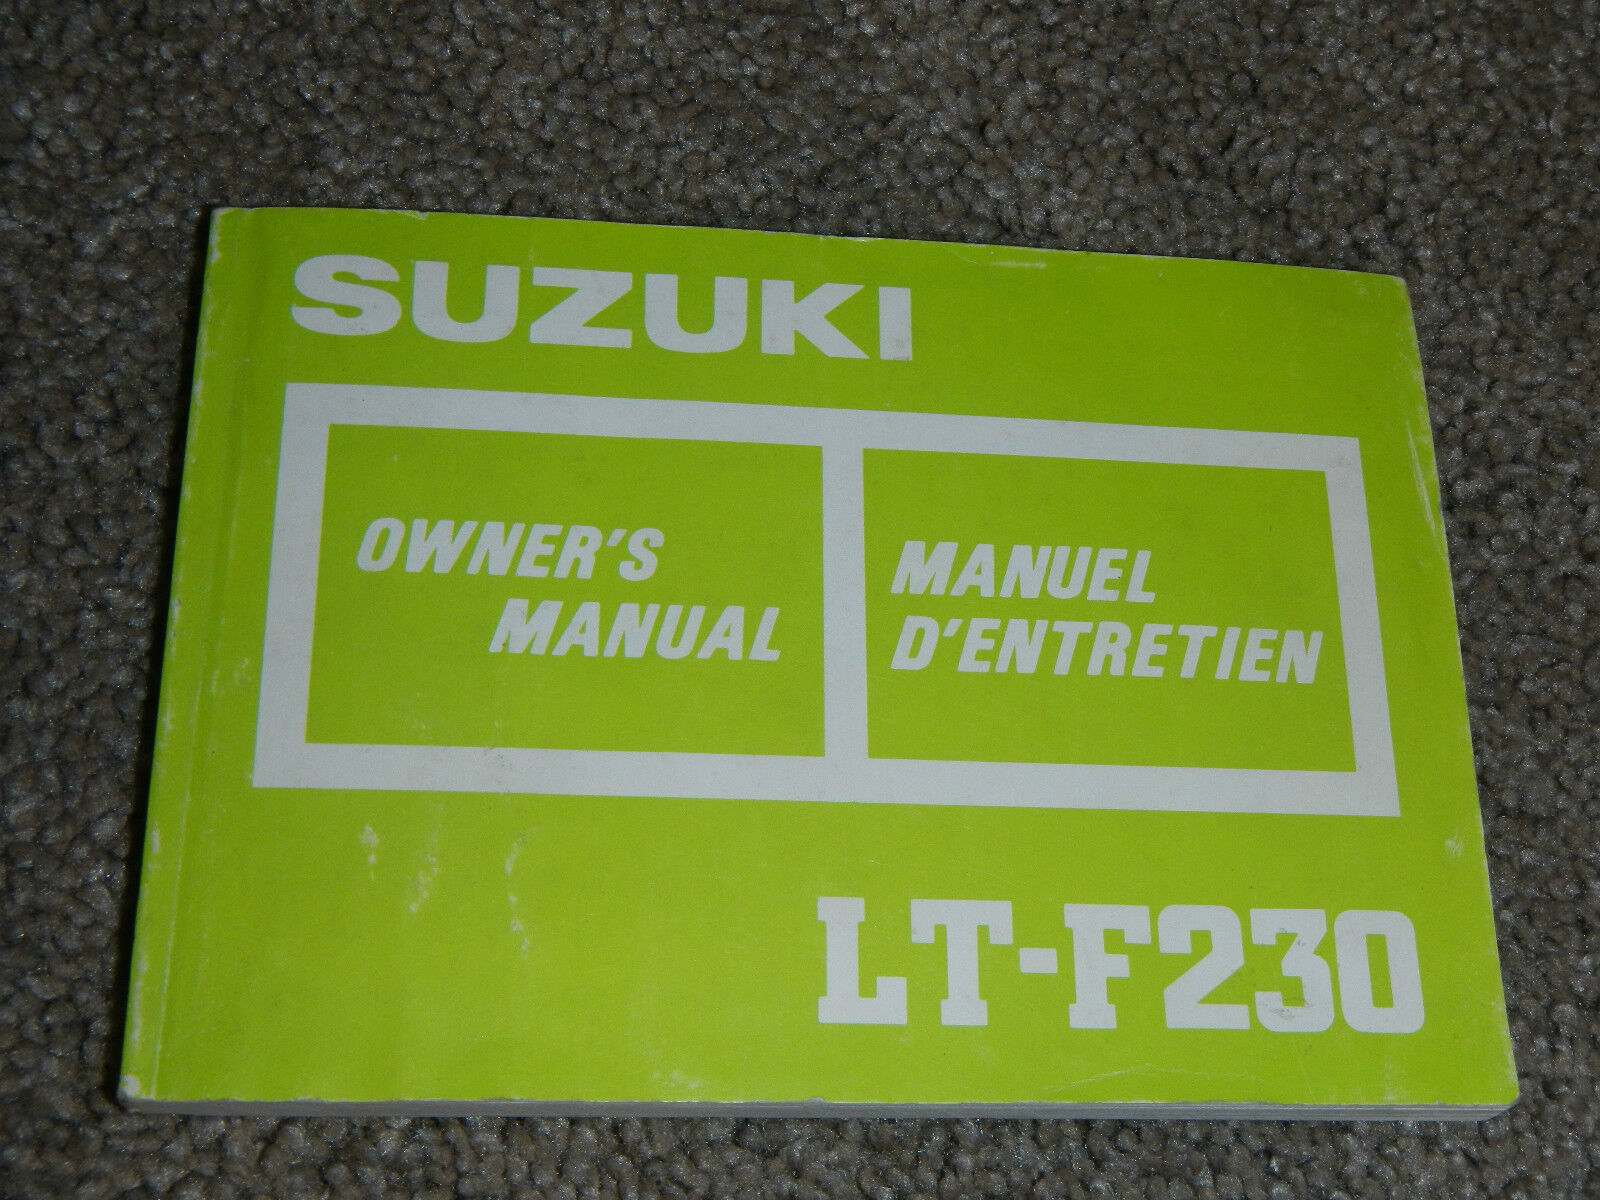 SUZUKI
OWNER'S
MANUAL
MANUEL
D'ENTRETIEN
LT-F230